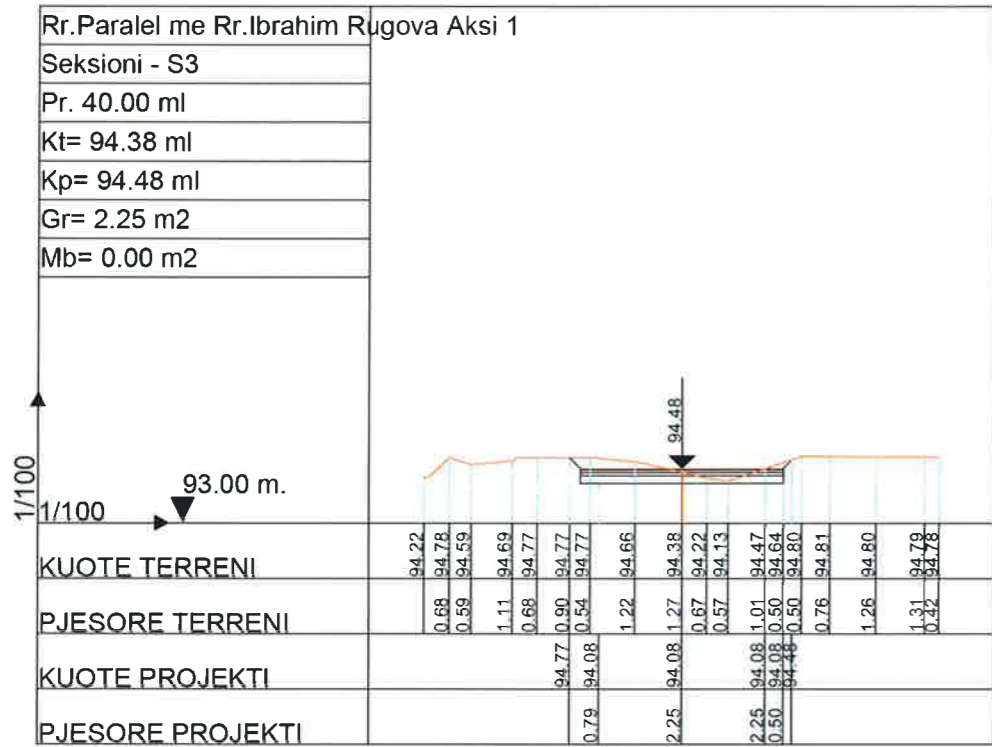 Rr.Paralel me Rr.Ibrahim Rugova Aksi 1
Seksioni - S3
Pr. 40.00 ml
Kt= 94.38 ml
Kp= 94.48 ml
Gr= 2.25 m2
Mb= 0.00 m2
94.48
1/100
93.00 m.
1/100
KUOTE TERRENI 94.22 94.78 94.59 94.69 94.77 94.77 94.77 94.66 94.38 94.22 94.13 94.47 94.64 94.80 94.81 94.80 94.79 94.78
PJESORE TERRENI 0.68 0.59 1.11 0.68 0.90 0.54 1.22 1.27 0.67 0.57 1.01 0.50 0.50 0.76 1.26 1.31 0.42
KUOTE PROJEKTI 94.77 94.08 94.08 94.08 94.08 94.48
PJESORE PROJEKTI 0.79 2.25 2.25 0.50